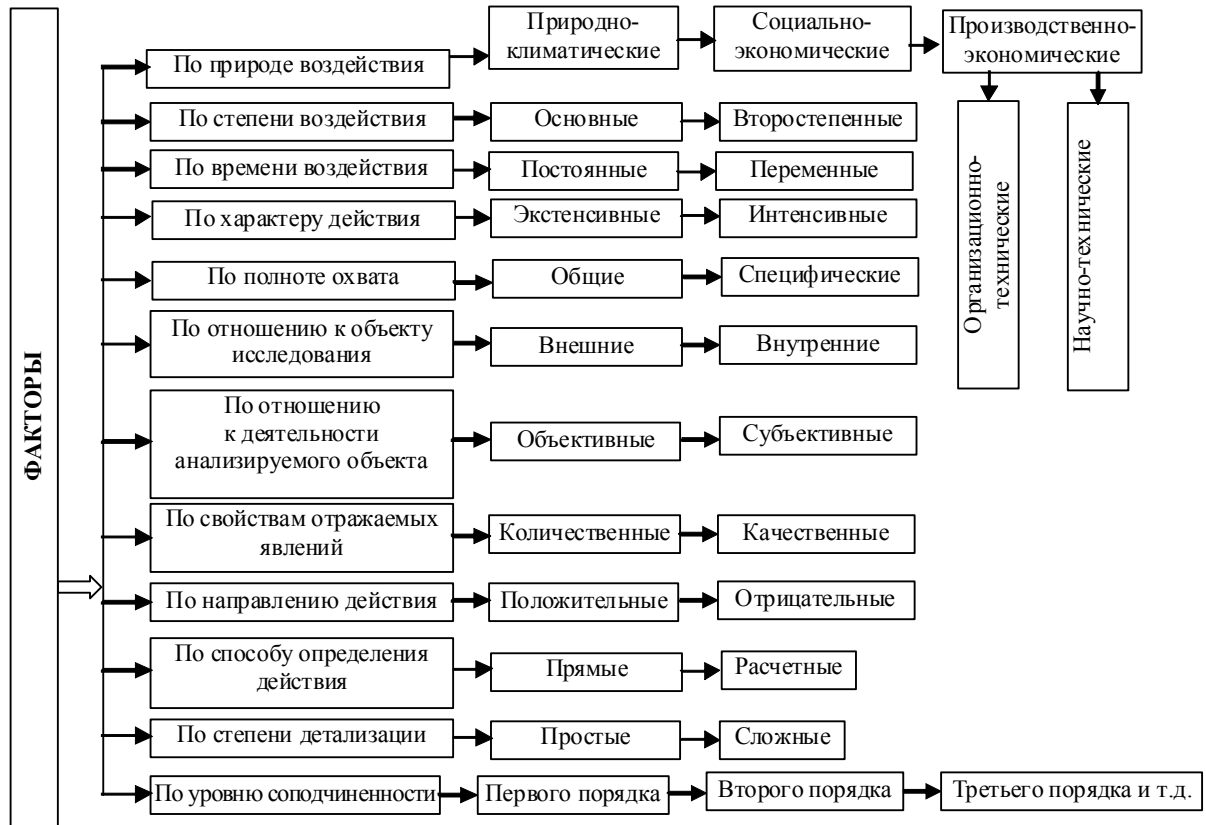 ФАКТОРЫ
По природе воздействия
Природно-
климатические
Социально-
экономические
Производственно-
экономические
Организационно-
технические
Научно-технические
По степени воздействия
Основные
Второстепенные
По времени воздействия
Постоянные
Переменные
По характеру действия
Экстенсивные
Интенсивные
По полноте охвата
Общие
Специфические
По отношению к объекту
исследования
Внешние
Внутренние
По отношению
к деятельности
анализируемого объекта
Объективные
Субъективные
По свойствам отражаемых
явлений
Количественные
Качественные
По направлению действия
Положительные
Отрицательные
По способу определения
действия
Прямые
Расчетные
По степени детализации
Простые
Сложные
По уровню соподчиненности
Первого порядка
Второго порядка
Третьего порядка и т.д.